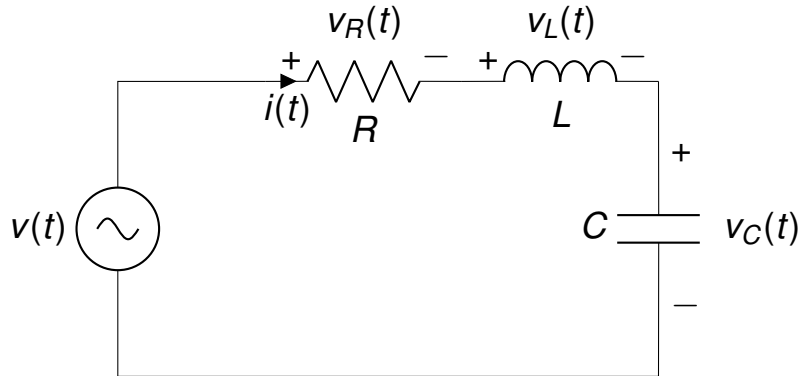 v_R(t) v_L(t)
+ − + −
i(t) R L
+
v(t) C v_C(t)
−